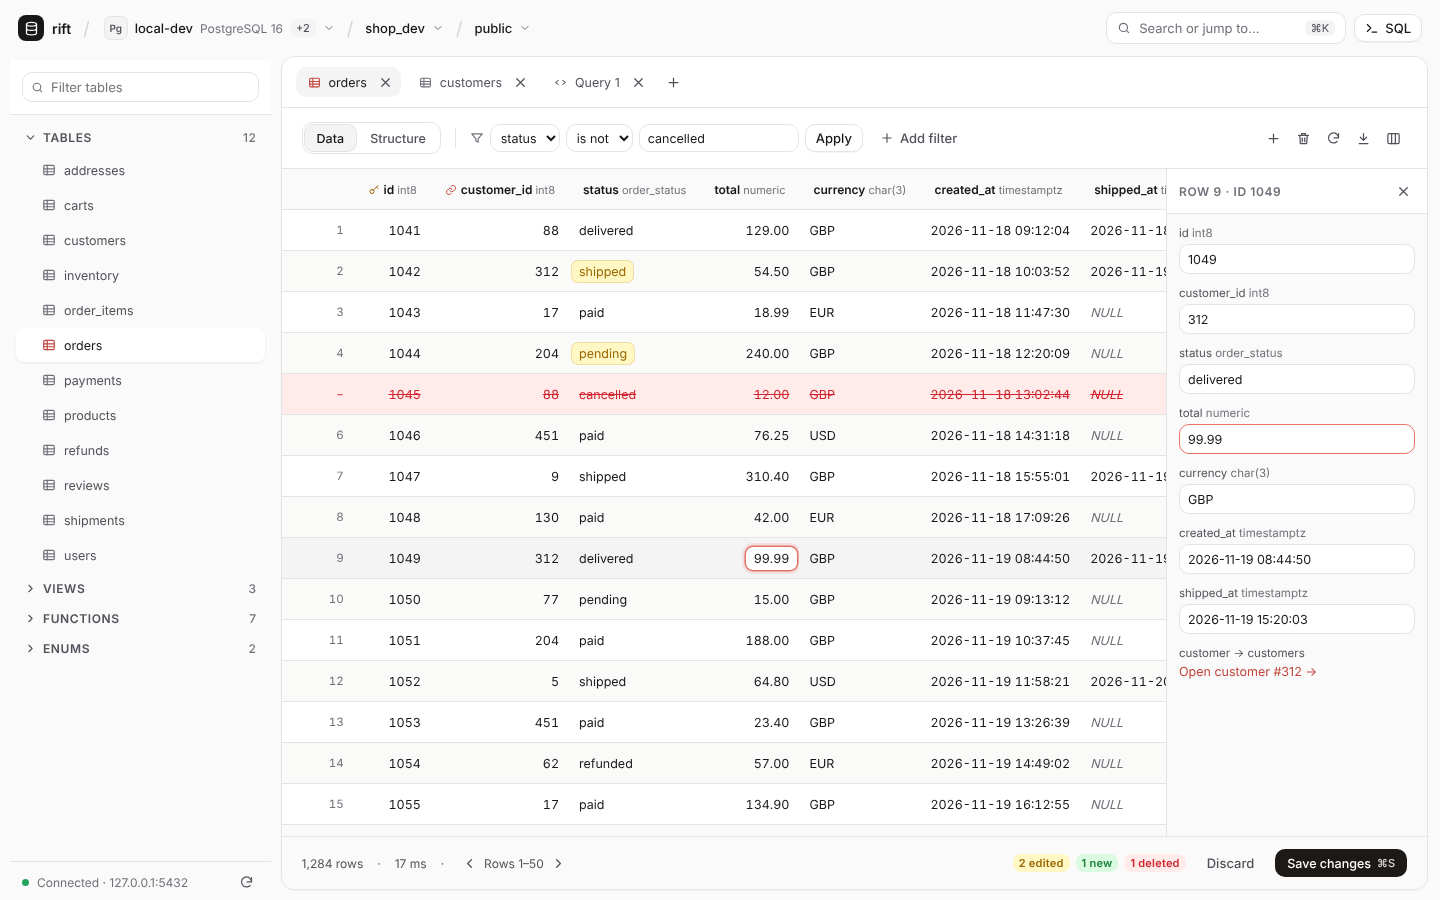 rift / Pg local-dev PostgreSQL 16 +2 / shop_dev / public
Search or jump to... ⌘K
SQL
Filter tables
TABLES 12
addresses
carts
customers
inventory
order_items
orders
payments
products
refunds
reviews
shipments
users
VIEWS 3
FUNCTIONS 7
ENUMS 2
Connected · 127.0.0.1:5432
orders customers Query 1
Data Structure status is not cancelled Apply Add filter
id int8 customer_id int8 status order_status total numeric currency char(3) created_at timestamptz shipped_at ti
1 1041 88 delivered 129.00 GBP 2026-11-18 09:12:04 2026-11-18
2 1042 312 shipped 54.50 GBP 2026-11-18 10:03:52 2026-11-19
3 1043 17 paid 18.99 EUR 2026-11-18 11:47:30 NULL
4 1044 204 pending 240.00 GBP 2026-11-18 12:20:09 NULL
− 1045 88 cancelled 12.00 GBP 2026-11-18 13:02:44 NULL
6 1046 451 paid 76.25 USD 2026-11-18 14:31:18 NULL
7 1047 9 shipped 310.40 GBP 2026-11-18 15:55:01 2026-11-19
8 1048 130 paid 42.00 EUR 2026-11-18 17:09:26 NULL
9 1049 312 delivered 99.99 GBP 2026-11-19 08:44:50 2026-11-19
10 1050 77 pending 15.00 GBP 2026-11-19 09:13:12 NULL
11 1051 204 paid 188.00 GBP 2026-11-19 10:37:45 NULL
12 1052 5 shipped 64.80 USD 2026-11-19 11:58:21 2026-11-20
13 1053 451 paid 23.40 GBP 2026-11-19 13:26:39 NULL
14 1054 62 refunded 57.00 EUR 2026-11-19 14:49:02 NULL
15 1055 17 paid 134.90 GBP 2026-11-19 16:12:55 NULL
ROW 9 · ID 1049
id int8
1049
customer_id int8
312
status order_status
delivered
total numeric
99.99
currency char(3)
GBP
created_at timestamptz
2026-11-19 08:44:50
shipped_at timestamptz
2026-11-19 15:20:03
customer → customers
Open customer #312 →
1,284 rows · 17 ms · Rows 1–50
2 edited 1 new 1 deleted Discard Save changes ⌘S